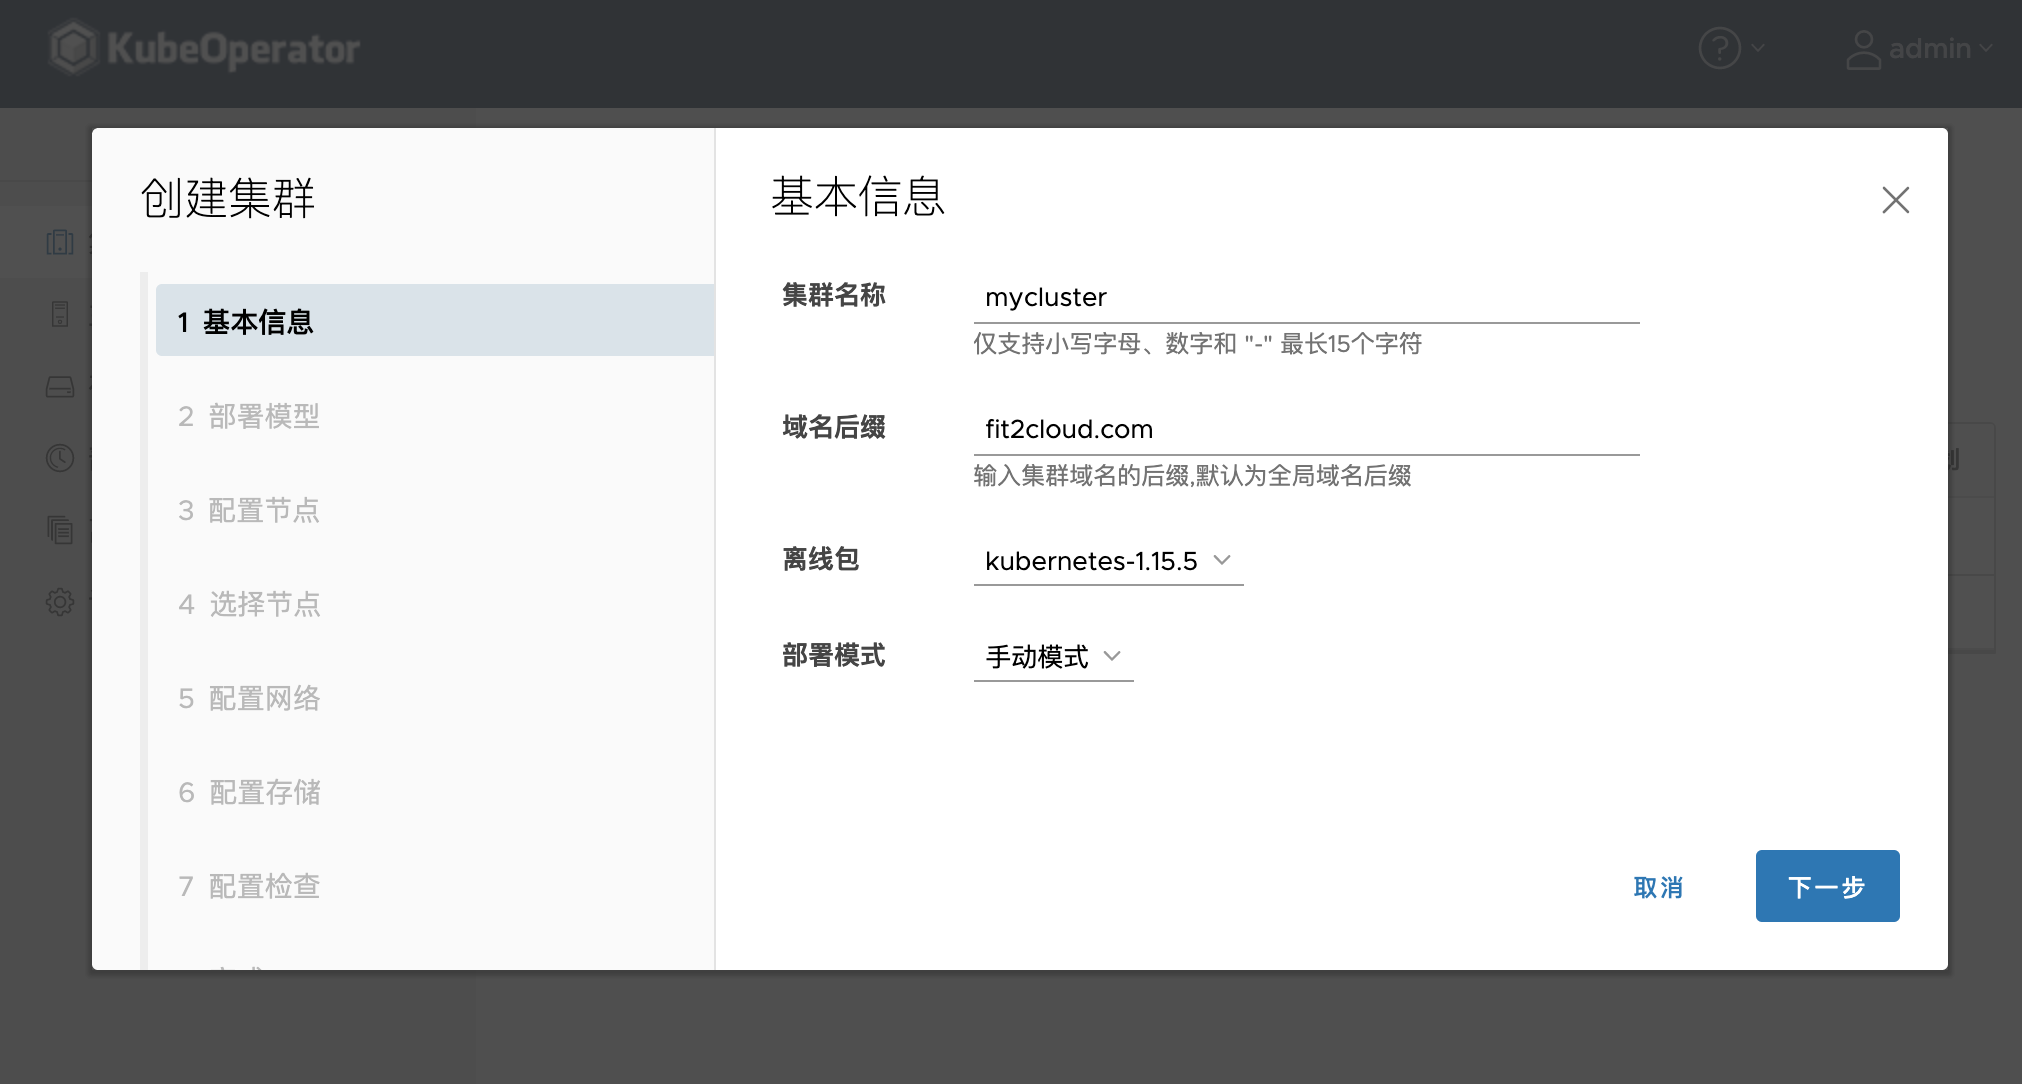 KubeOperator
admin
创建集群
1 基本信息
2 部署模型
3 配置节点
4 选择节点
5 配置网络
6 配置存储
7 配置检查
基本信息
集群名称 mycluster
仅支持小写字母、数字和 "-" 最长15个字符
域名后缀 fit2cloud.com
输入集群域名的后缀,默认为全局域名后缀
离线包 kubernetes-1.15.5
部署模式 手动模式
取消 下一步